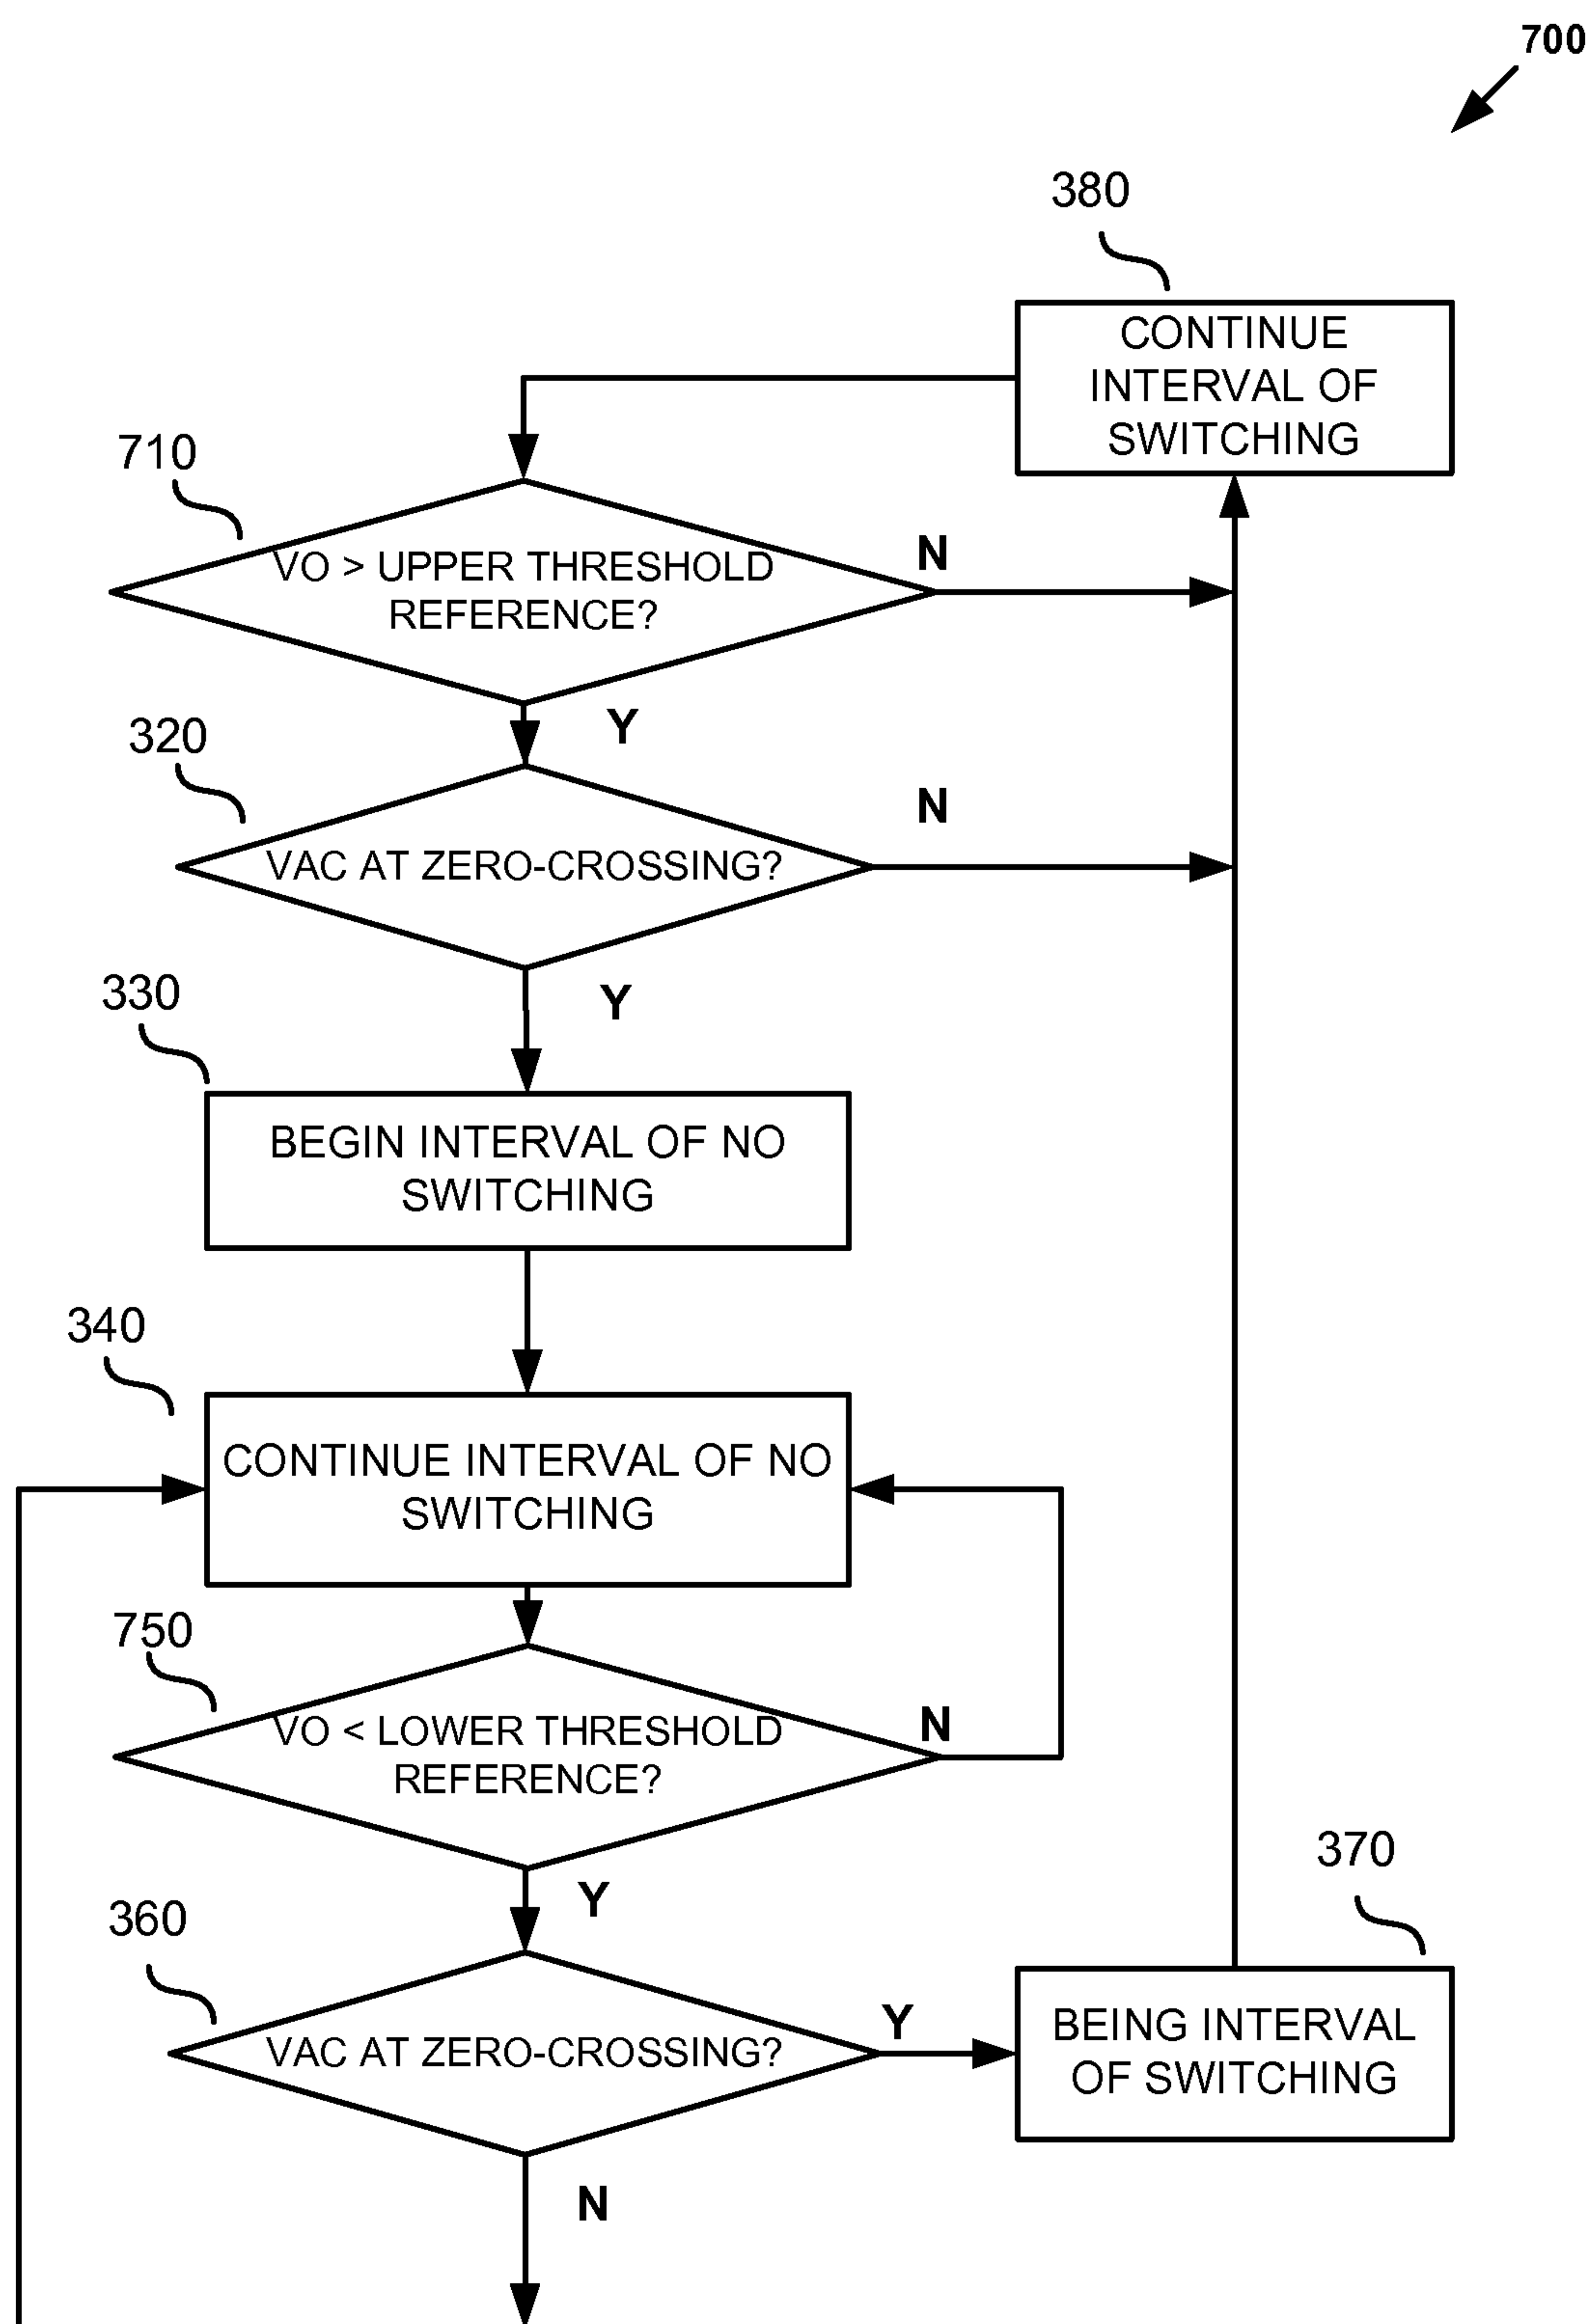 700
380
CONTINUE
INTERVAL OF
SWITCHING
710
VO > UPPER THRESHOLD
REFERENCE?
N
Y
320
VAC AT ZERO-CROSSING?
N
Y
330
BEGIN INTERVAL OF NO
SWITCHING
340
CONTINUE INTERVAL OF NO
SWITCHING
750
VO < LOWER THRESHOLD
REFERENCE?
N
Y
360
VAC AT ZERO-CROSSING?
Y
370
BEING INTERVAL
OF SWITCHING
N